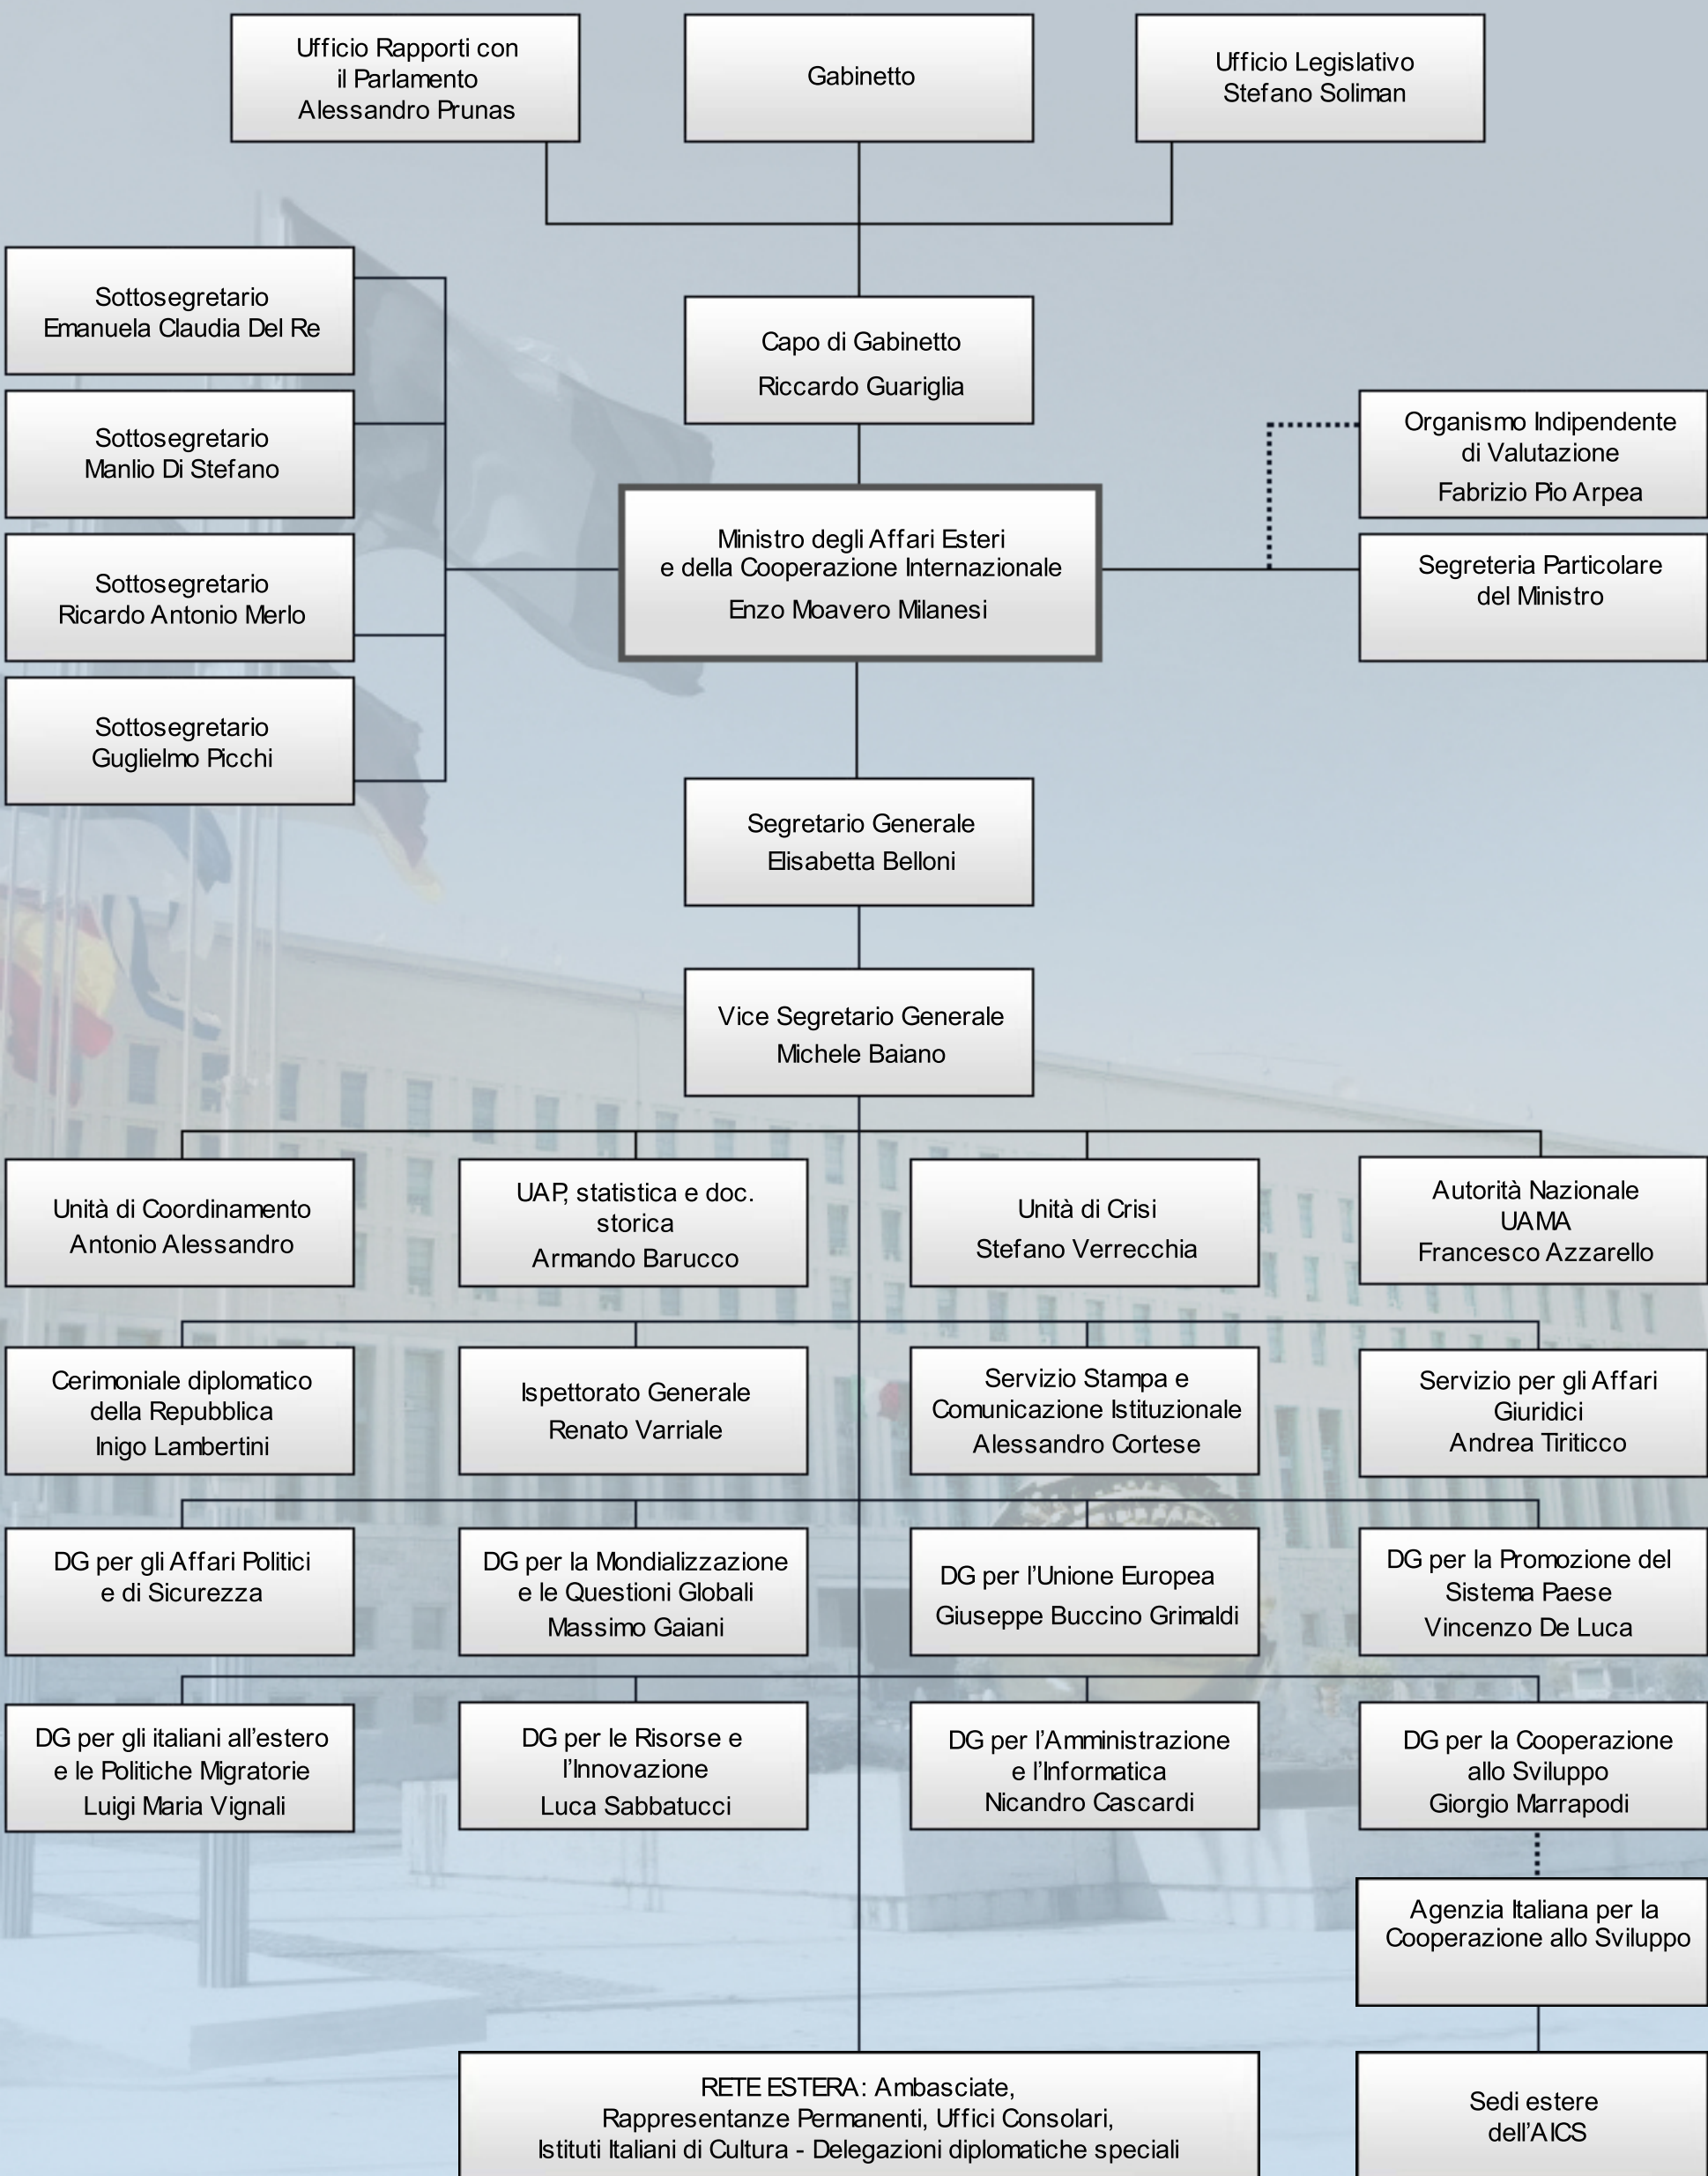 Ufficio Rapporti con
il Parlamento
Alessandro Prunas
Gabinetto
Ufficio Legislativo
Stefano Soliman
Sottosegretario
Emanuela Claudia Del Re
Capo di Gabinetto
Riccardo Guariglia
Sottosegretario
Manlio Di Stefano
Organismo Indipendente
di Valutazione
Fabrizio Pio Arpea
Ministro degli Affari Esteri
e della Cooperazione Internazionale
Enzo Moavero Milanesi
Sottosegretario
Ricardo Antonio Merlo
Segreteria Particolare
del Ministro
Sottosegretario
Guglielmo Picchi
Segretario Generale
Elisabetta Belloni
Vice Segretario Generale
Michele Baiano
Unità di Coordinamento
Antonio Alessandro
UAP, statistica e doc.
storica
Armando Barucco
Unità di Crisi
Stefano Verrecchia
Autorità Nazionale
UAMA
Francesco Azzarello
Cerimoniale diplomatico
della Repubblica
Inigo Lambertini
Ispettorato Generale
Renato Varriale
Servizio Stampa e
Comunicazione Istituzionale
Alessandro Cortese
Servizio per gli Affari
Giuridici
Andrea Tiriticco
DG per gli Affari Politici
e di Sicurezza
DG per la Mondializzazione
e le Questioni Globali
Massimo Gaiani
DG per l'Unione Europea
Giuseppe Buccino Grimaldi
DG per la Promozione del
Sistema Paese
Vincenzo De Luca
DG per gli italiani all'estero
e le Politiche Migratorie
Luigi Maria Vignali
DG per le Risorse e
l'Innovazione
Luca Sabbatucci
DG per l'Amministrazione
e l'Informatica
Nicandro Cascardi
DG per la Cooperazione
allo Sviluppo
Giorgio Marrapodi
Agenzia Italiana per la
Cooperazione allo Sviluppo
RETE ESTERA: Ambasciate,
Rappresentanze Permanenti, Uffici Consolari,
Istituti Italiani di Cultura - Delegazioni diplomatiche speciali
Sedi estere
dell'AICS